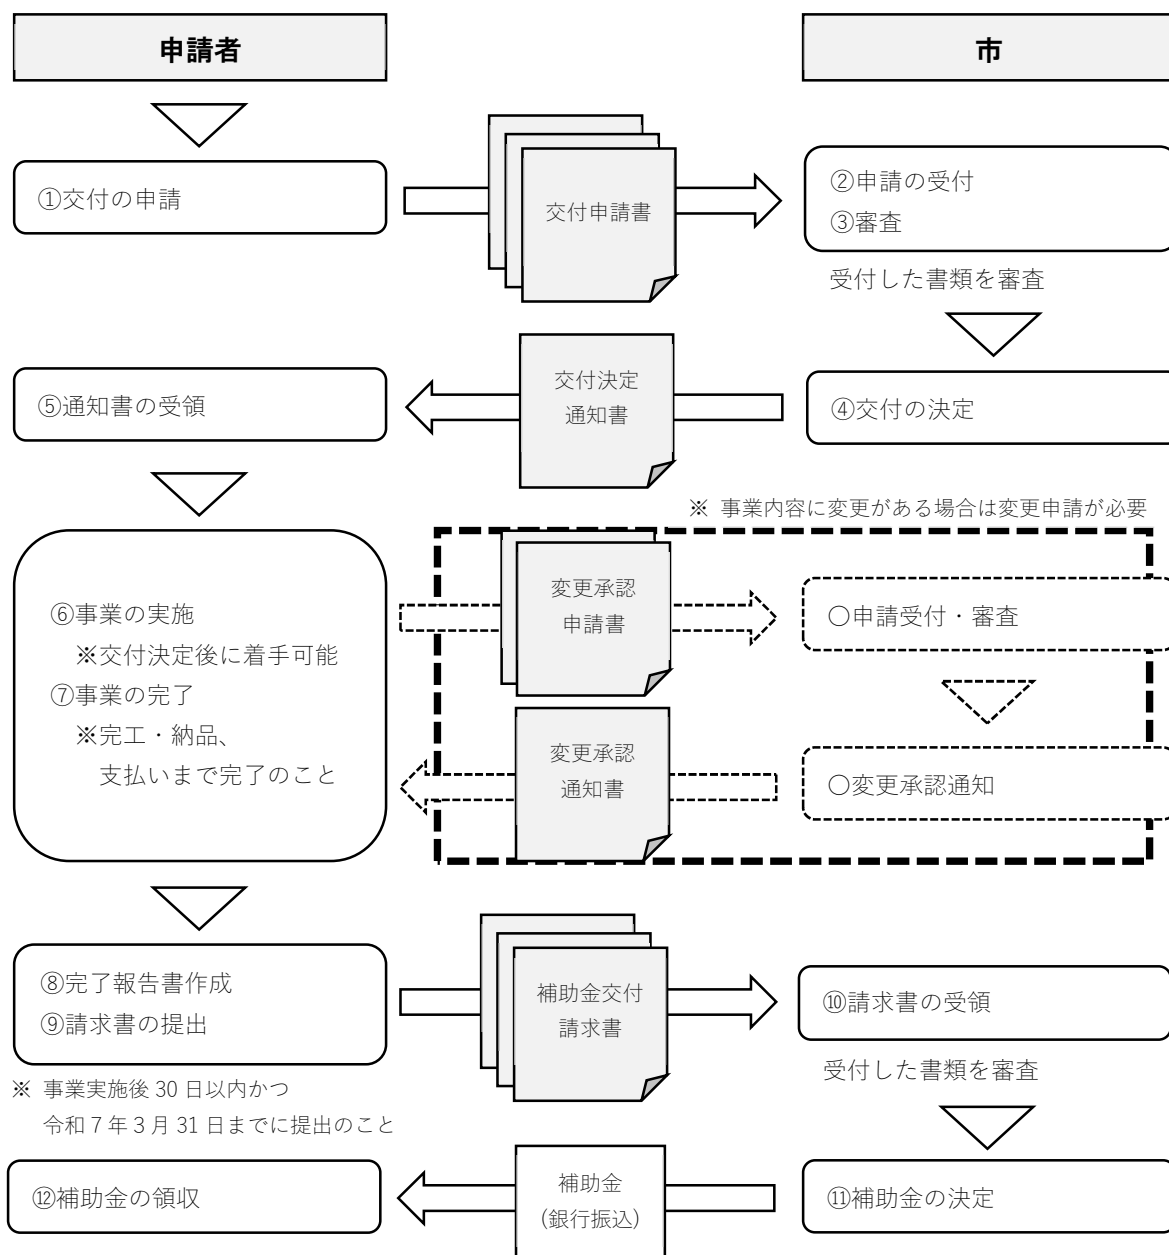 申請者
市
①交付の申請
交付申請書
②申請の受付
③審査
受付した書類を審査
⑤通知書の受領
交付決定
通知書
④交付の決定
※ 事業内容に変更がある場合は変更申請が必要
⑥事業の実施
※交付決定後に着手可能
⑦事業の完了
※完工・納品、
支払いまで完了のこと
変更承認
申請書
〇申請受付・審査
変更承認
通知書
〇変更承認通知
⑧完了報告書作成
⑨請求書の提出
補助金交付
請求書
⑩請求書の受領
受付した書類を審査
※ 事業実施後 30 日以内かつ
令和７年３月 31 日までに提出のこと
⑫補助金の領収
補助金
(銀行振込)
⑪補助金の決定